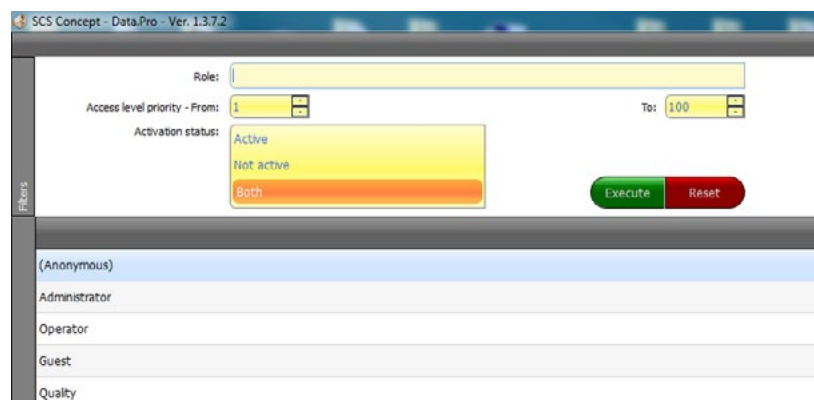 SCS Concept - Data.Pro - Ver. 1.3.7.2
Role:
Access level priority - From: 1 To: 100
Activation status:
Active
Not active
Both
Execute Reset
Filters
(Anonymous)
Administrator
Operator
Guest
Quality